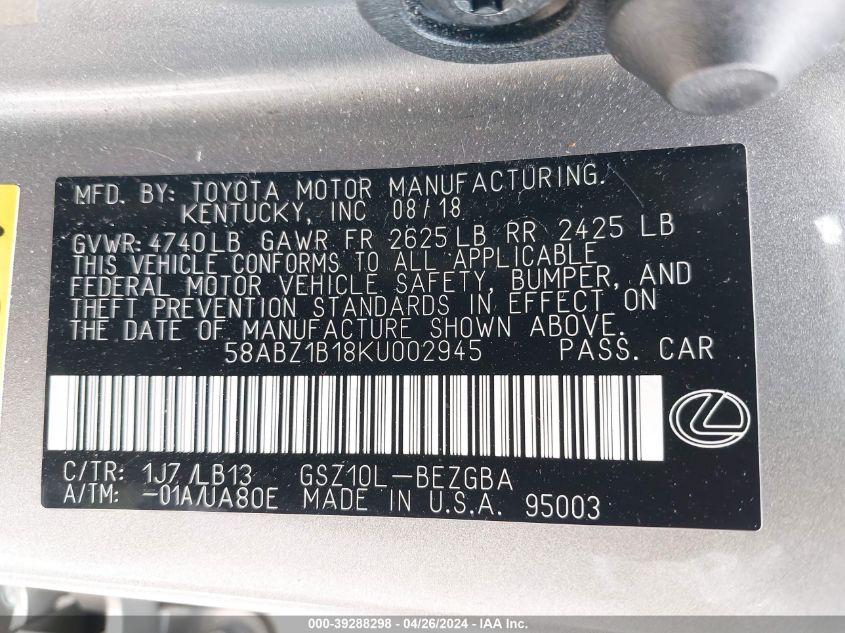 MFD. BY: TOYOTA MOTOR MANUFACTURING.
KENTUCKY, INC 08/18
GVWR: 4740LB GAWR FR 2625LB RR 2425 LB
THIS VEHICLE CONFORMS TO ALL APPLICABLE
FEDERAL MOTOR VEHICLE SAFETY, BUMPER, AND
THEFT PREVENTION STANDARDS IN EFFECT ON
THE DATE OF MANUFACTURE SHOWN ABOVE.
58ABZ1B18KU002945 PASS. CAR
C/TR: 1J7 /LB13 GSZ10L-BEZGBA
A/TM: -01A/UA80E MADE IN U.S.A. 95003
000-39288298 - 04/26/2024 - IAA Inc.